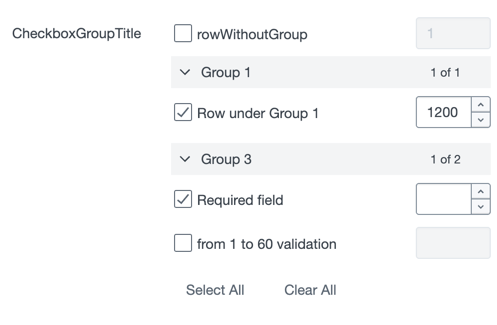 CheckboxGroupTitle
rowWithoutGroup 1
Group 1 1 of 1
Row under Group 1 1200
Group 3 1 of 2
Required field
from 1 to 60 validation
Select All Clear All